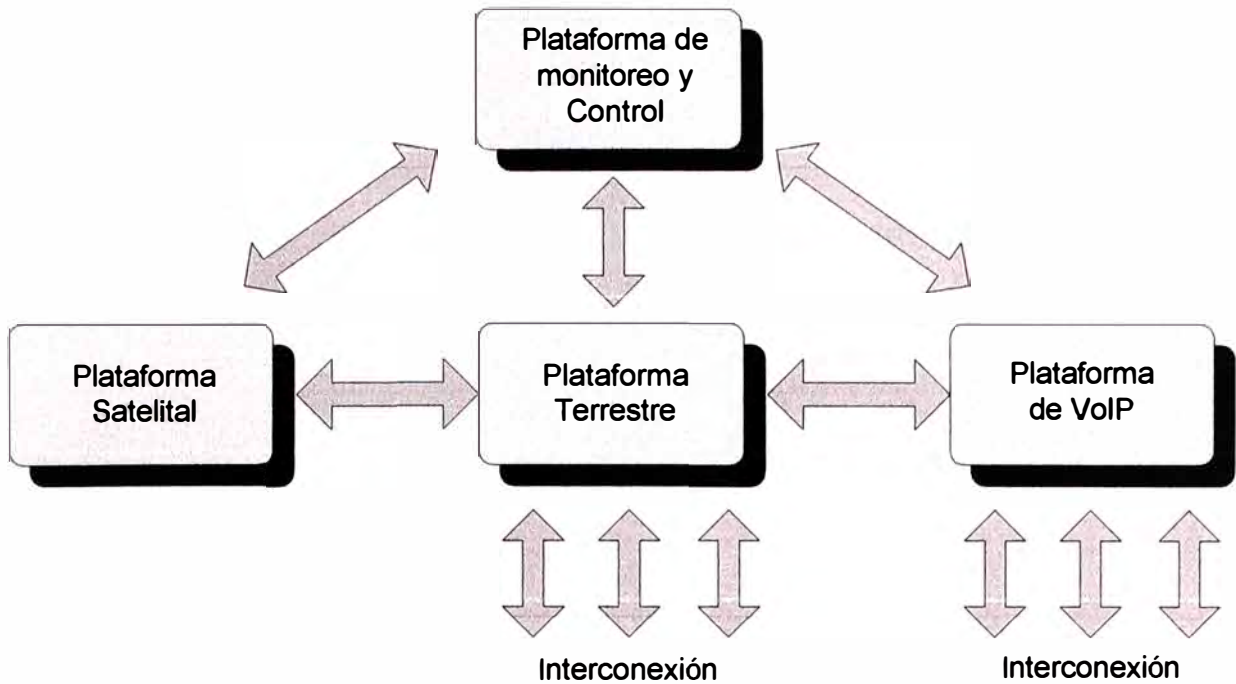 Plataforma de
monitoreo y
Control
Plataforma
Satelital
Plataforma
Terrestre
Plataforma
de VoIP
Interconexión
Interconexión